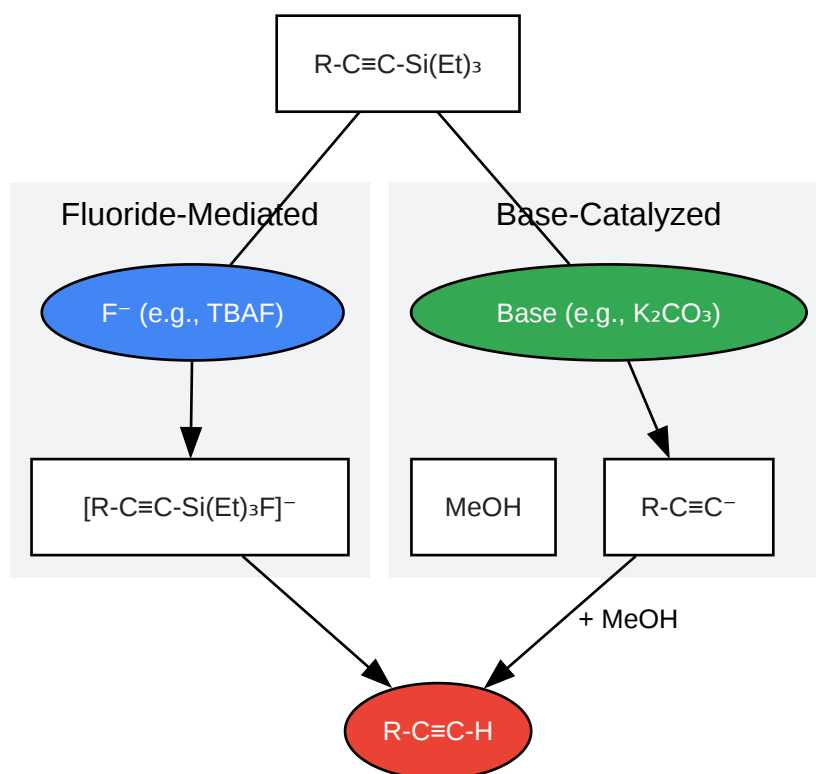 R-C≡C-Si(Et)₃
Fluoride-Mediated
Base-Catalyzed
F⁻ (e.g., TBAF)
Base (e.g., K₂CO₃)
[R-C≡C-Si(Et)₃F]⁻
MeOH
R-C≡C⁻
+ MeOH
R-C≡C-H